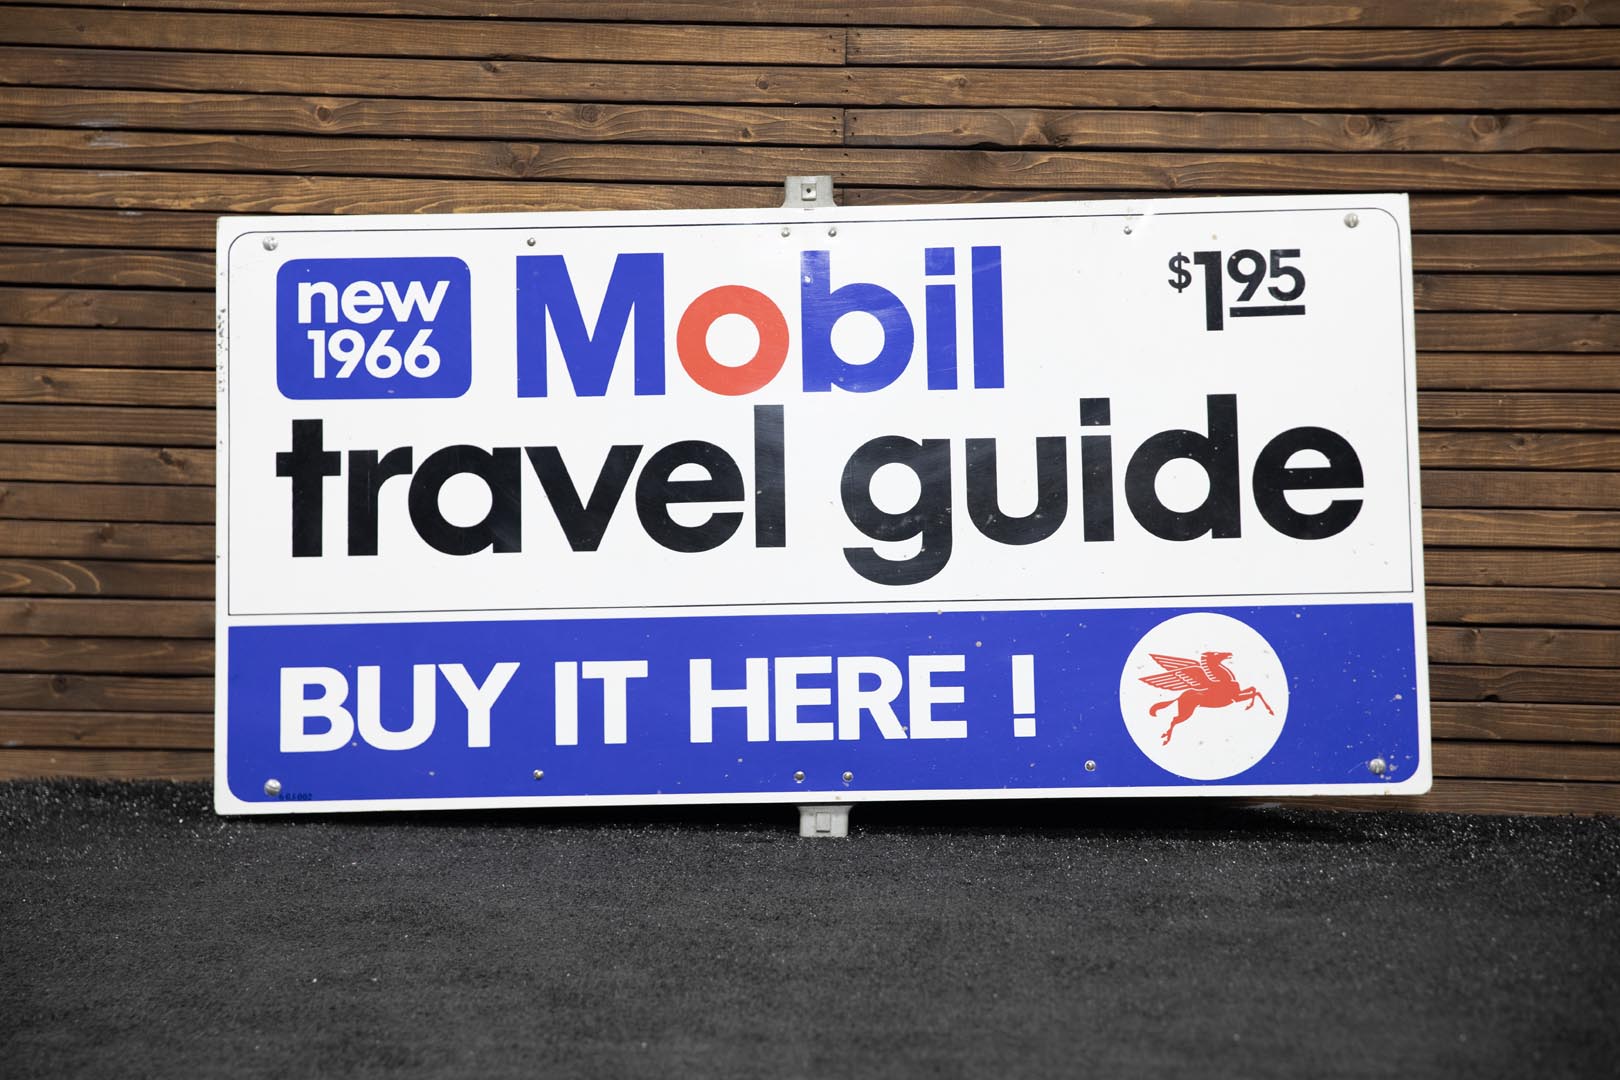 new
1966
Mobil
$1.95
travel guide
BUY IT HERE !